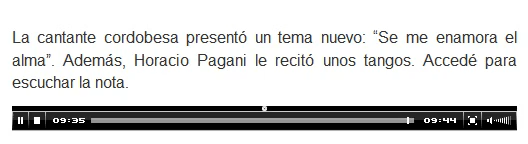 La cantante cordobesa presentó un tema nuevo: “Se me enamora el
alma”. Además, Horacio Pagani le recitó unos tangos. Accedé para
escuchar la nota.
09:35 09:44